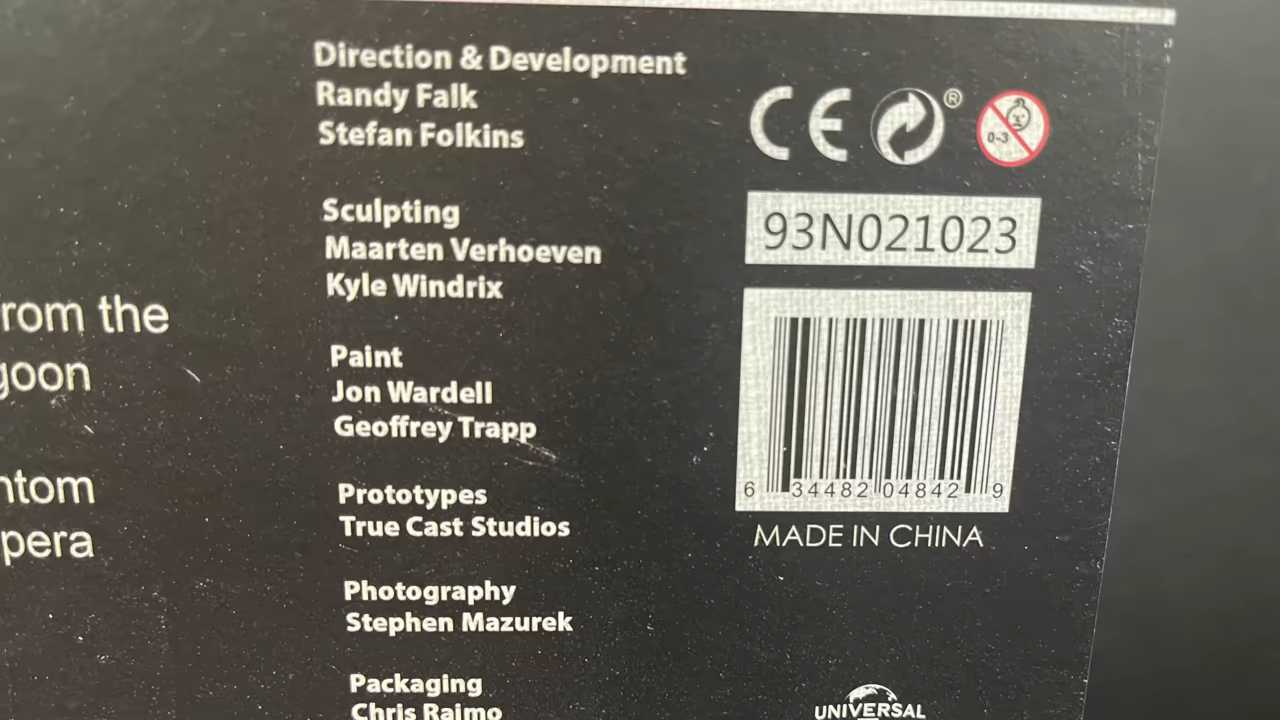 rom the
goon
ntom
pera
Direction & Development
Randy Falk
Stefan Folkins
Sculpting
Maarten Verhoeven
Kyle Windrix
Paint
Jon Wardell
Geoffrey Trapp
Prototypes
True Cast Studios
Photography
Stephen Mazurek
Packaging
Chris Raimo
CE ®
0-3
93N021023
6 34482 04842 9
MADE IN CHINA
UNIVERSAL